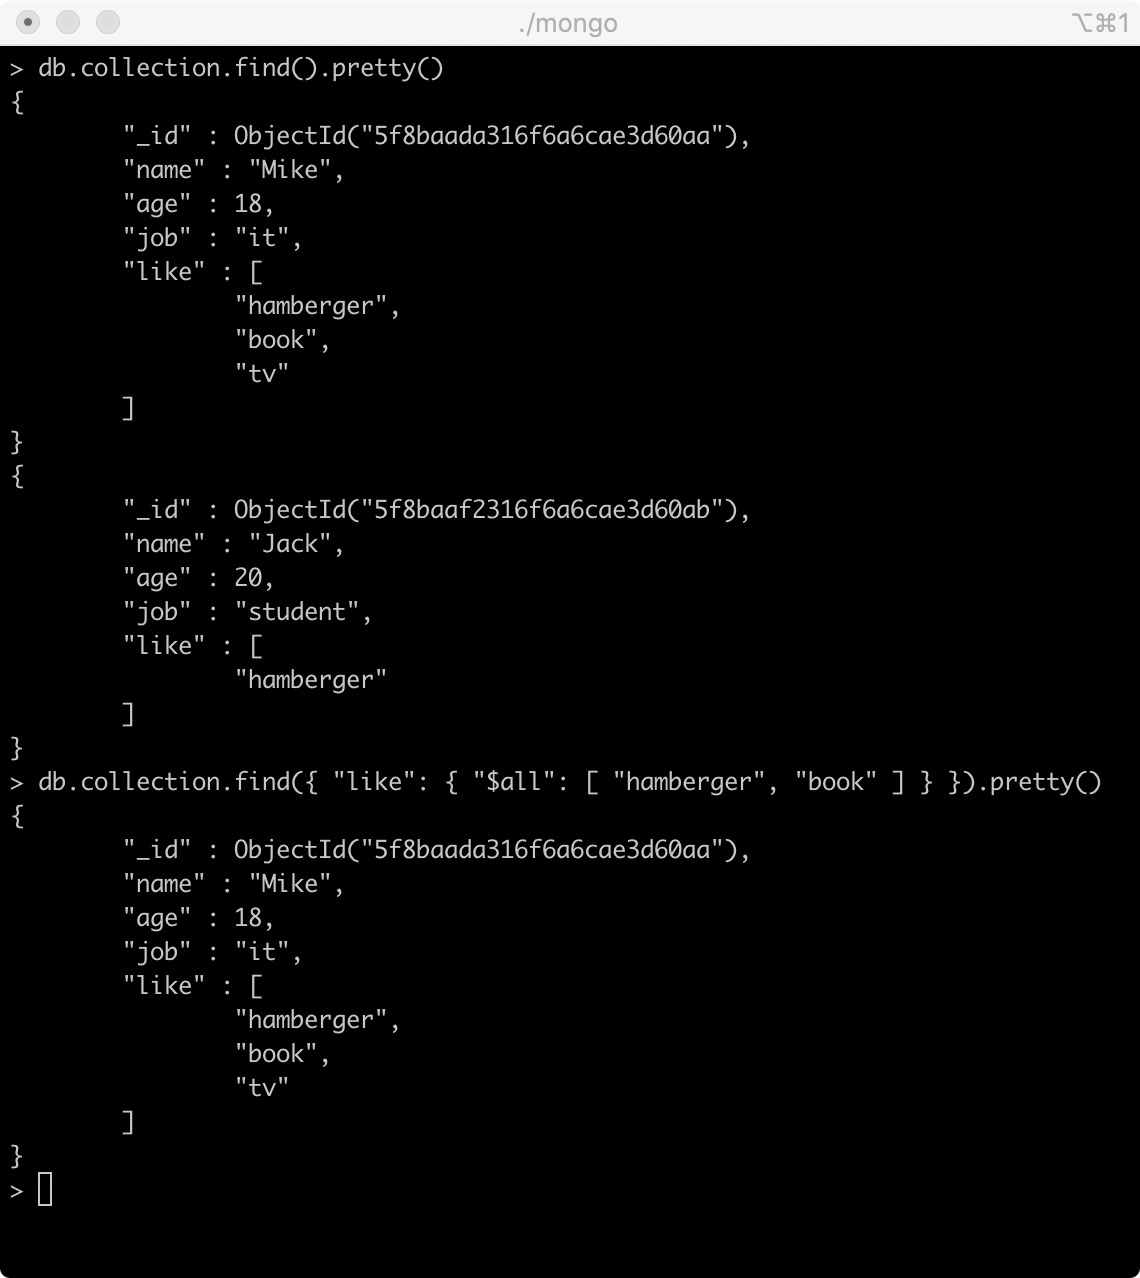 ./mongo
⌥⌘1
> db.collection.find().pretty()
{
"_id" : ObjectId("5f8baada316f6a6cae3d60aa"),
"name" : "Mike",
"age" : 18,
"job" : "it",
"like" : [
"hamberger",
"book",
"tv"
]
}
{
"_id" : ObjectId("5f8baaf2316f6a6cae3d60ab"),
"name" : "Jack",
"age" : 20,
"job" : "student",
"like" : [
"hamberger"
]
}
> db.collection.find({ "like": { "$all": [ "hamberger", "book" ] } }).pretty()
{
"_id" : ObjectId("5f8baada316f6a6cae3d60aa"),
"name" : "Mike",
"age" : 18,
"job" : "it",
"like" : [
"hamberger",
"book",
"tv"
]
}
>